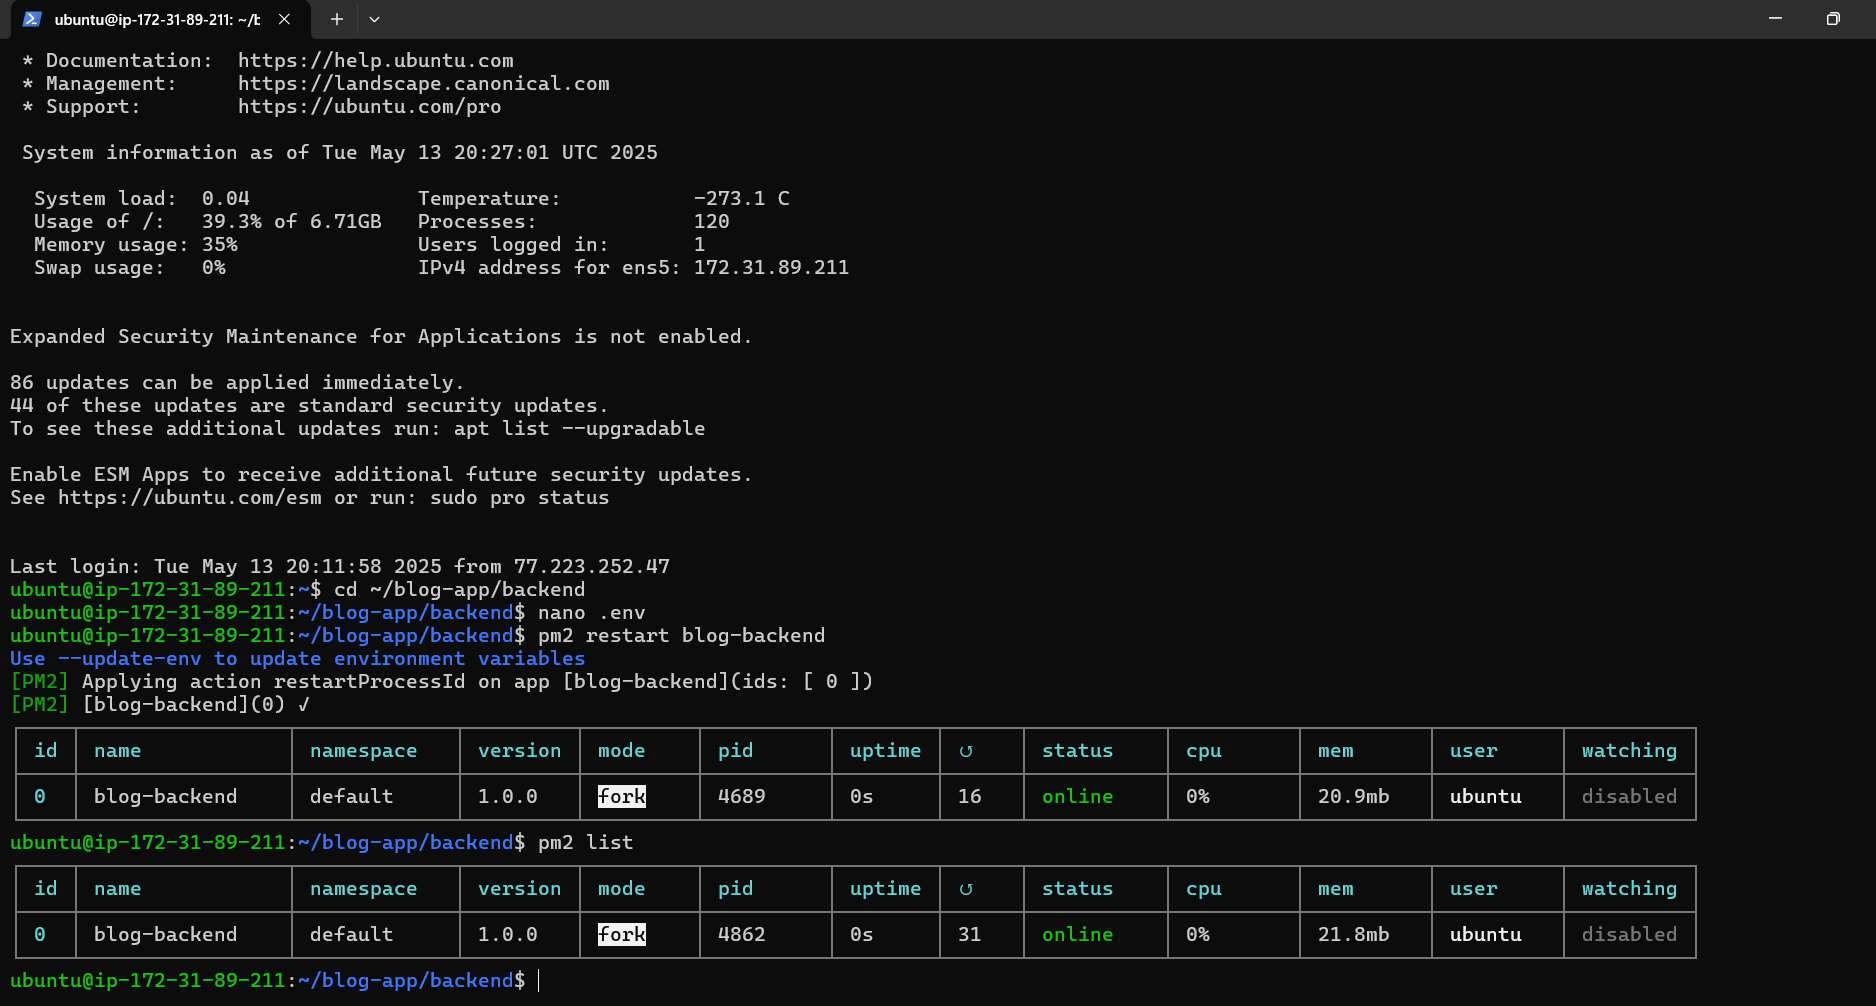 ubuntu@ip-172-31-89-211: ~/b
* Documentation:  https://help.ubuntu.com
* Management:     https://landscape.canonical.com
* Support:        https://ubuntu.com/pro
System information as of Tue May 13 20:27:01 UTC 2025
System load:  0.04              Temperature:           -273.1 C
Usage of /:   39.3% of 6.71GB   Processes:             120
Memory usage: 35%               Users logged in:       1
Swap usage:   0%                IPv4 address for ens5: 172.31.89.211
Expanded Security Maintenance for Applications is not enabled.
86 updates can be applied immediately.
44 of these updates are standard security updates.
To see these additional updates run: apt list --upgradable
Enable ESM Apps to receive additional future security updates.
See https://ubuntu.com/esm or run: sudo pro status
Last login: Tue May 13 20:11:58 2025 from 77.223.252.47
ubuntu@ip-172-31-89-211:~$ cd ~/blog-app/backend
ubuntu@ip-172-31-89-211:~/blog-app/backend$ nano .env
ubuntu@ip-172-31-89-211:~/blog-app/backend$ pm2 restart blog-backend
Use --update-env to update environment variables
[PM2] Applying action restartProcessId on app [blog-backend](ids: [ 0 ])
[PM2] [blog-backend](0) ✓
id name namespace version mode pid uptime ↺ status cpu mem user watching
0 blog-backend default 1.0.0 fork 4689 0s 16 online 0% 20.9mb ubuntu disabled
ubuntu@ip-172-31-89-211:~/blog-app/backend$ pm2 list
id name namespace version mode pid uptime ↺ status cpu mem user watching
0 blog-backend default 1.0.0 fork 4862 0s 31 online 0% 21.8mb ubuntu disabled
ubuntu@ip-172-31-89-211:~/blog-app/backend$